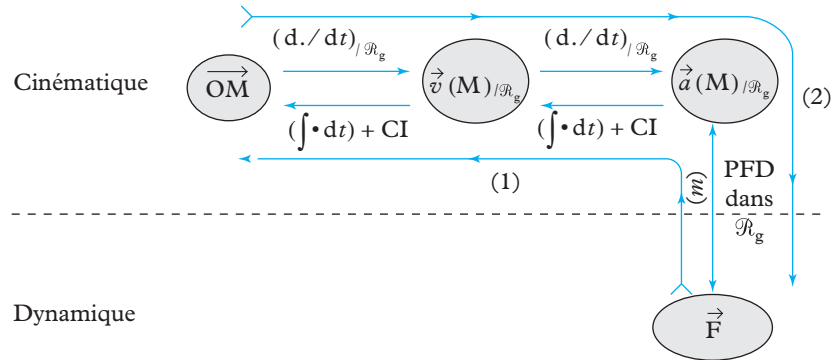 (d./dt)/ℛg (d./dt)/ℛg
Cinématique OM⃗ v⃗(M)/ℛg a⃗(M)/ℛg (2)
(∫•dt) + CI (∫•dt) + CI
(1) (m) PFD
dans
ℛg
Dynamique F⃗